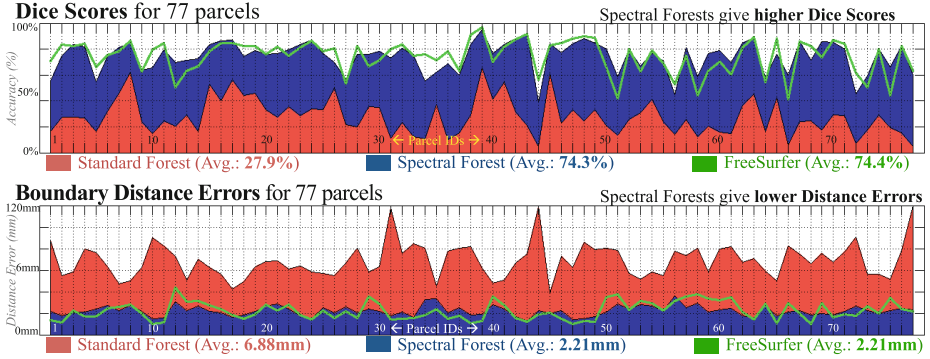 Dice Scores for 77 parcels
Spectral Forests give higher Dice Scores
100%
Accuracy (%)
50%
0%
1 10 20 30 ← Parcel IDs → 40 50 60 70
Standard Forest (Avg.: 27.9%) Spectral Forest (Avg.: 74.3%) FreeSurfer (Avg.: 74.4%)
Boundary Distance Errors for 77 parcels
Spectral Forests give lower Distance Errors
120mm
Distance Error (mm)
6mm
0mm
1 10 20 30 ← Parcel IDs → 40 50 60 70
Standard Forest (Avg.: 6.88mm) Spectral Forest (Avg.: 2.21mm) FreeSurfer (Avg.: 2.21mm)